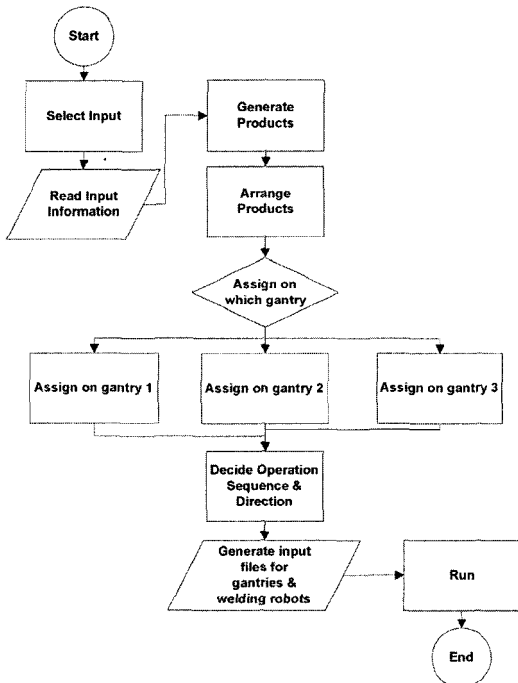 Start
Select Input
Read Input
Information
Generate
Products
Arrange
Products
Assign on
which gantry
Assign on gantry 1
Assign on gantry 2
Assign on gantry 3
Decide Operation
Sequence &
Direction
Generate input
files for
gantries &
welding robots
Run
End